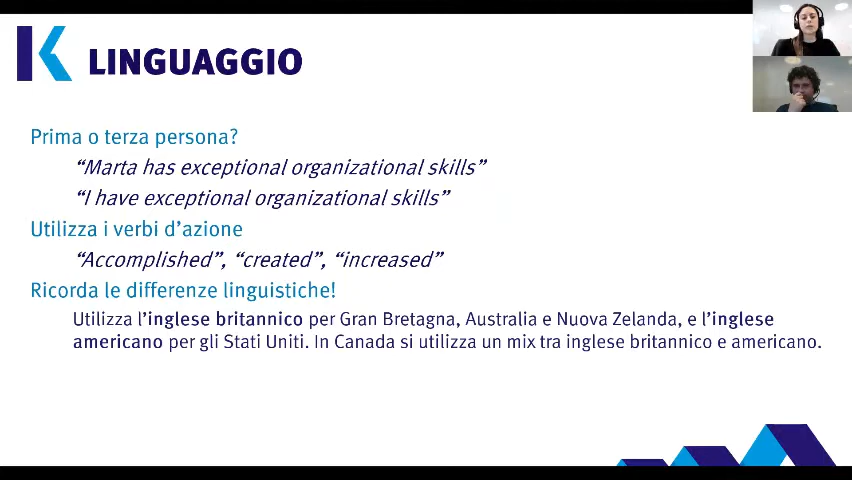 LINGUAGGIO
Prima o terza persona?
“Marta has exceptional organizational skills”
“I have exceptional organizational skills”
Utilizza i verbi d’azione
“Accomplished”, “created”, “increased”
Ricorda le differenze linguistiche!
Utilizza l’inglese britannico per Gran Bretagna, Australia e Nuova Zelanda, e l’inglese
americano per gli Stati Uniti. In Canada si utilizza un mix tra inglese britannico e americano.